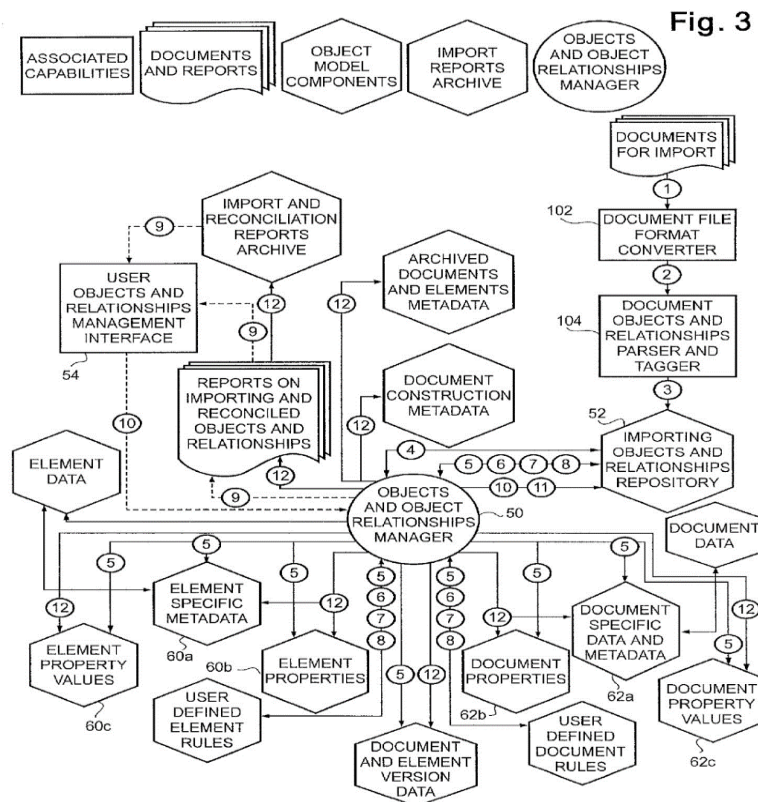 Fig. 3
ASSOCIATED
CAPABILITIES
DOCUMENTS
AND REPORTS
OBJECT
MODEL
COMPONENTS
IMPORT
REPORTS
ARCHIVE
OBJECTS
AND OBJECT
RELATIONSHIPS
MANAGER
DOCUMENTS
FOR IMPORT
1
102
DOCUMENT FILE
FORMAT
CONVERTER
2
104
DOCUMENT
OBJECTS AND
RELATIONSHIPS
PARSER AND
TAGGER
3
52
IMPORTING
OBJECTS AND
RELATIONSHIPS
REPOSITORY
IMPORT AND
RECONCILIATION
REPORTS
ARCHIVE
9
USER
OBJECTS AND
RELATIONSHIPS
MANAGEMENT
INTERFACE
54
9
12
12
ARCHIVED
DOCUMENTS
AND ELEMENTS
METADATA
REPORTS ON
IMPORTING AND
RECONCILED
OBJECTS AND
RELATIONSHIPS
12
DOCUMENT
CONSTRUCTION
METADATA
10
12
9
4
5 6 7 8
10 11
ELEMENT
DATA
OBJECTS
AND OBJECT
RELATIONSHIPS
MANAGER
50
DOCUMENT
DATA
5
5
5
12
ELEMENT
SPECIFIC
METADATA
60a
12
ELEMENT
PROPERTY
VALUES
60c
60b
ELEMENT
PROPERTIES
5
6
7
8
5
12
5
6
7
8
12
5
5
DOCUMENT
PROPERTIES
62b
DOCUMENT
SPECIFIC
DATA AND
METADATA
62a
5
12
DOCUMENT
PROPERTY
VALUES
62c
USER
DEFINED
ELEMENT
RULES
DOCUMENT
AND ELEMENT
VERSION
DATA
USER
DEFINED
DOCUMENT
RULES